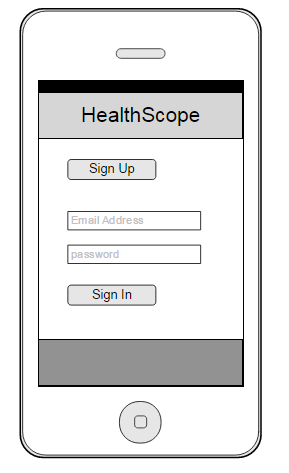 HealthScope
Sign Up
Email Address
password
Sign In